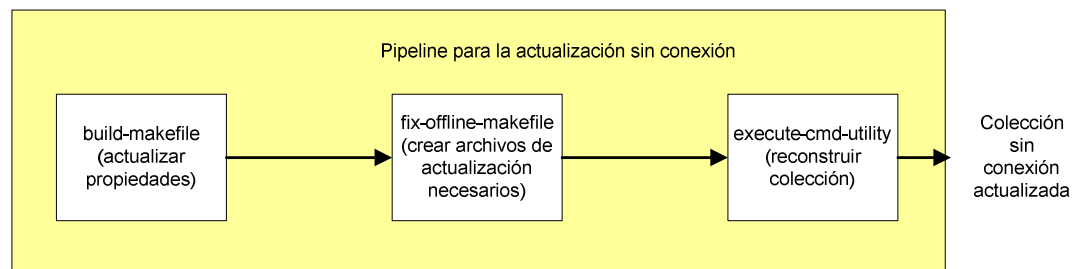 Pipeline para la actualización sin conexión
build-makefile
(actualizar
propiedades)
fix-offline-makefile
(crear archivos de
actualización
necesarios)
execute-cmd-utility
(reconstruir
colección)
Colección
sin
conexión
actualizada